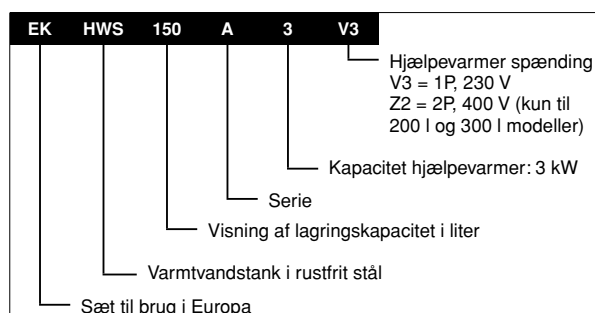 EK HWS 150 A 3 V3
Hjælpevarmer spænding
V3 = 1P, 230 V
Z2 = 2P, 400 V (kun til
200 l og 300 l modeller)
Kapacitet hjælpevarmer: 3 kW
Serie
Visning af lagringskapacitet i liter
Varmtvandstank i rustfrit stål
Sæt til brug i Europa